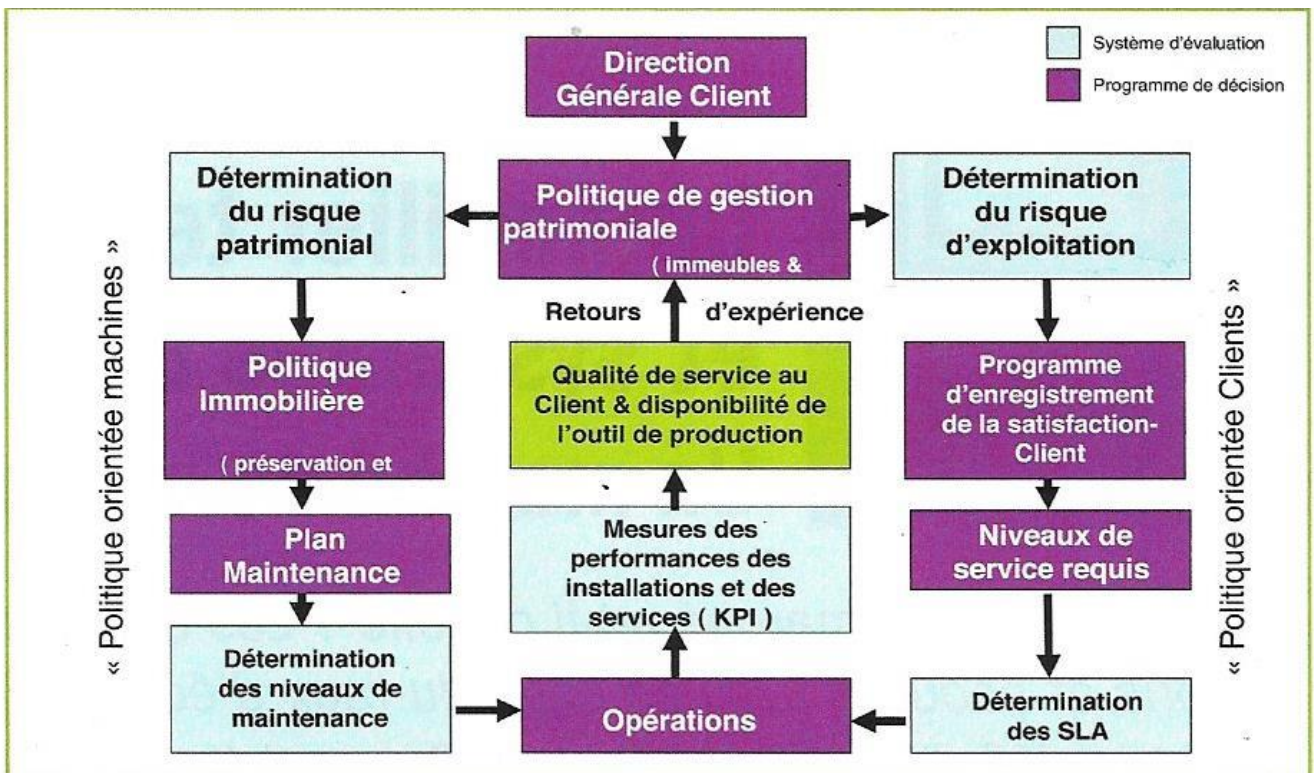 Direction
Générale Client
Système d'évaluation
Programme de décision
Détermination
du risque
patrimonial
Politique de gestion
patrimoniale
( immeubles &
Détermination
du risque
d'exploitation
« Politique orientée machines »
Retours d'expérience
Politique
Immobilière
( préservation et
Qualité de service au
Client & disponibilité de
l'outil de production
Programme
d'enregistrement
de la satisfaction-
Client
« Politique orientée Clients »
Plan
Maintenance
Mesures des
performances des
installations et des
services ( KPI )
Niveaux de
service requis
Détermination
des niveaux de
maintenance
Opérations
Détermination
des SLA